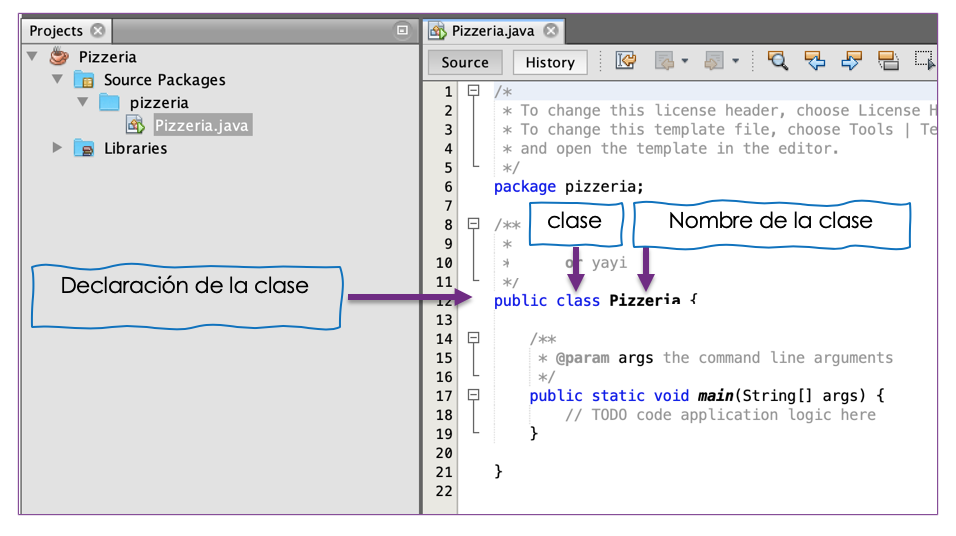 Projects
Pizzeria
Source Packages
pizzeria
Pizzeria.java
Libraries
Pizzeria.java
Source History
1 /*
2 * To change this license header, choose License H
3 * To change this template file, choose Tools | Te
4 * and open the template in the editor.
5 */
6 package pizzeria;
7
8 /**
9 *
10 * or yayi
11 */
12 public class Pizzeria {
13
14 /**
15 * @param args the command line arguments
16 */
17 public static void main(String[] args) {
18 // TODO code application logic here
19 }
20
21 }
22
clase
Nombre de la clase
Declaración de la clase